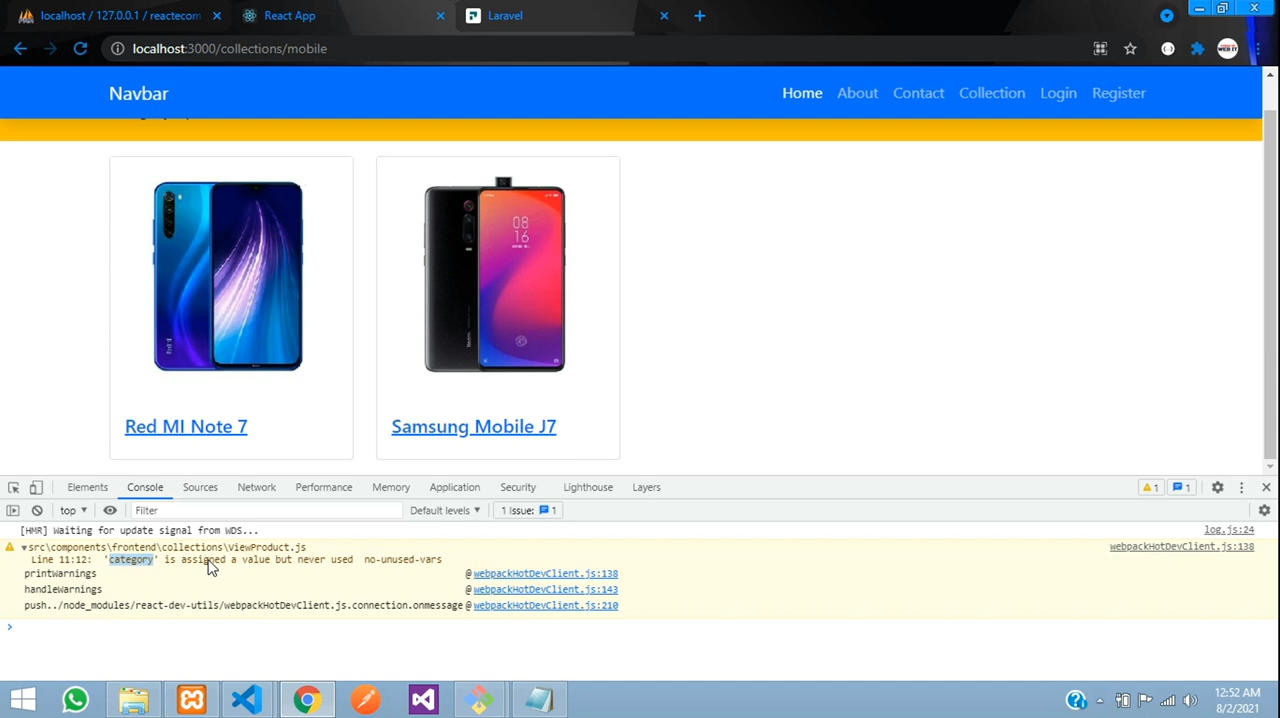 localhost / 127.0.0.1 / reactecom
React App
Laravel
localhost:3000/collections/mobile
Navbar
Home About Contact Collection Login Register
08
16
Red MI Note 7
Samsung Mobile J7
Elements Console Sources Network Performance Memory Application Security Lighthouse Layers
1 1
top Filter Default levels 1 Issue: 1
[HMR] Waiting for update signal from WDS... log.js:24
src\components\frontend\collections\ViewProduct.js webpackHotDevClient.js:138
Line 11:12: 'category' is assigned a value but never used no-unused-vars
printWarnings @ webpackHotDevClient.js:138
handleWarnings @ webpackHotDevClient.js:143
push../node_modules/react-dev-utils/webpackHotDevClient.js.connection.onmessage @ webpackHotDevClient.js:210
12:52 AM
8/2/2021